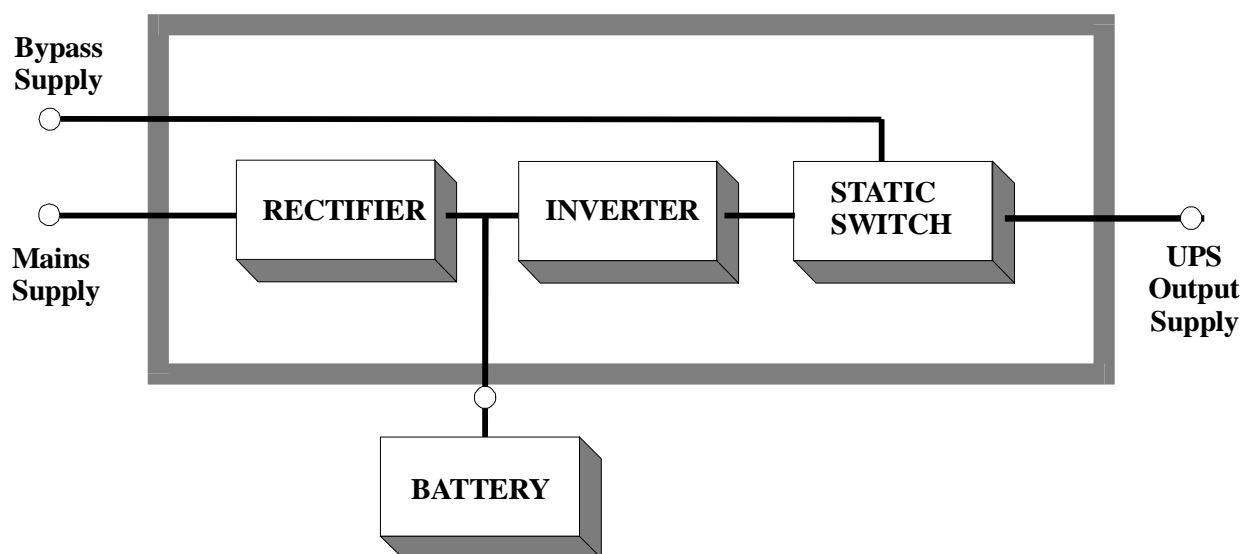 Bypass
Supply
Mains
Supply
RECTIFIER
INVERTER
STATIC
SWITCH
UPS
Output
Supply
BATTERY